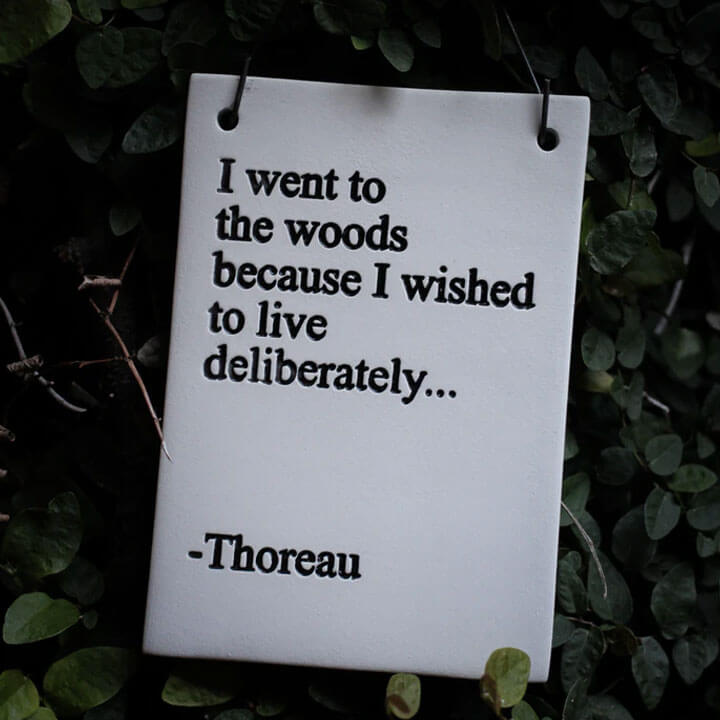 I went to
the woods
because I wished
to live
deliberately...
-Thoreau